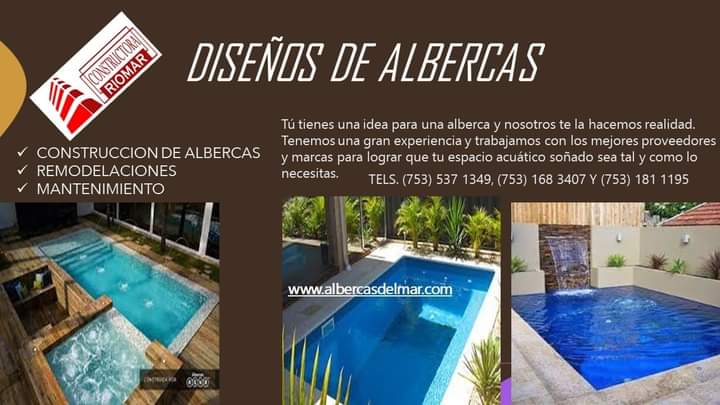 CONSTRUCTORA
RIOMAR
DISEÑOS DE ALBERCAS
Tú tienes una idea para una alberca y nosotros te la hacemos realidad.
Tenemos una gran experiencia y trabajamos con los mejores proveedores
y marcas para lograr que tu espacio acuático soñado sea tal y como lo
necesitas.
TELS. (753) 537 1349, (753) 168 3407 Y (753) 181 1195
✓ CONSTRUCCION DE ALBERCAS
✓ REMODELACIONES
✓ MANTENIMIENTO
www.albercasdelmar.com
CONSTRUIDA POR